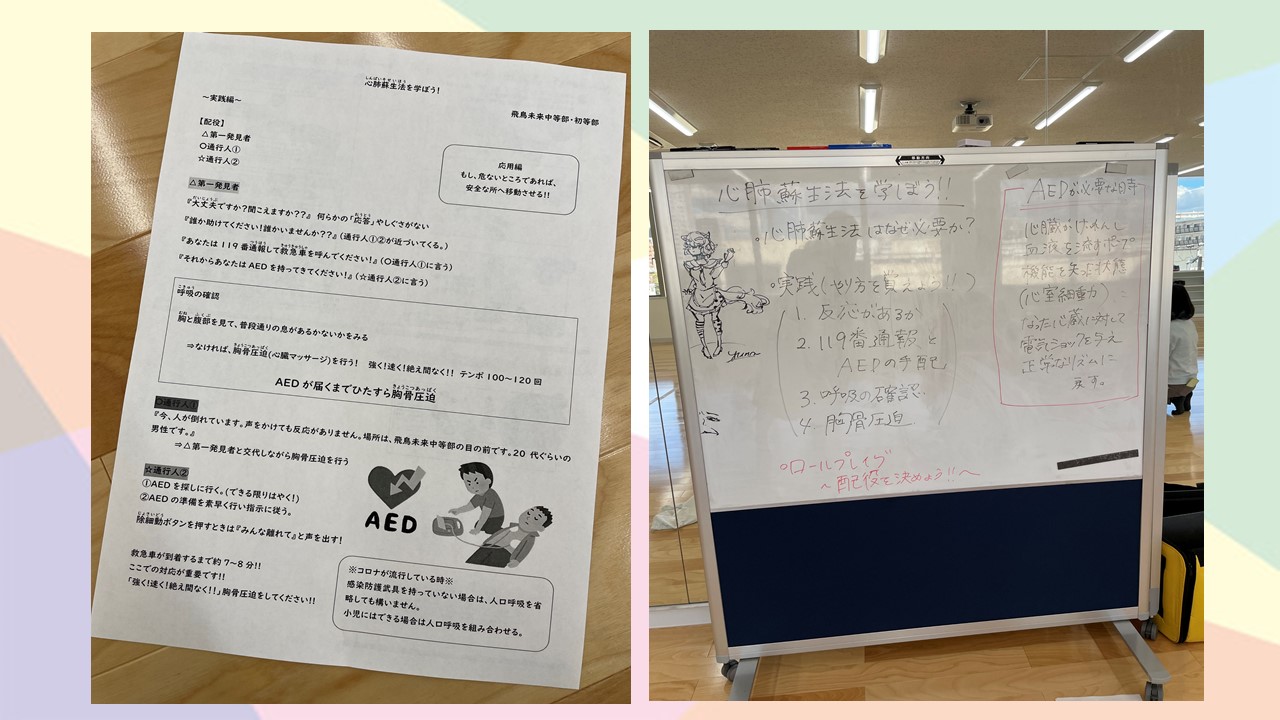 心肺蘇生法を学ぼう！
～実践編～
飛鳥未来中等部・初等部
【配役】
△第一発見者
○通行人①
☆通行人②
応用編
もし、危ないところであれば、
安全な所へ移動させる!!
△第一発見者
『大丈夫ですか？聞こえますか？？』 何らかの「応答」やしぐさがない
『誰か助けてください！誰かいませんか？？』（通行人①②が近づいてくる。）
『あなたは 119 番通報して救急車を呼んでください！』（○通行人①に言う）
『それからあなたは AED を持ってきてください！』（☆通行人②に言う）
呼吸の確認
胸と腹部を見て、普段通りの息があるかないかをみる
⇒なければ、胸骨圧迫(心臓マッサージ)を行う！ 強く！速く！絶え間なく！！ テンポ 100～120 回
AED が届くまでひたすら胸骨圧迫
○通行人①
『今、人が倒れています。声をかけても反応がありません。場所は、飛鳥未来中等部の目の前です。20 代ぐらいの
男性です。』
⇒△第一発見者と交代しながら胸骨圧迫を行う
☆通行人②
①AED を探しに行く。(できる限りはやく！)
②AED の準備を素早く行い指示に従う。
除細動ボタンを押すときは『みんな離れて』と声を出す！
AED
救急車が到着するまで約 7～8 分!!
ここでの対応が重要です!!
「強く！速く！絶え間なく！！」胸骨圧迫をしてください!!
※コロナが流行している時※
感染防護武具を持っていない場合は、人口呼吸を省
略しても構いません。
小児にはできる場合は人口呼吸を組み合わせる。
心肺蘇生法を学ぼう!!
心肺蘇生法はなぜ必要か？
実践(やり方を覚えよう!!)
1. 反応があるか
2. 119番通報と
AEDの手配
3. 呼吸の確認
4. 胸骨圧迫
ロールプレイング
～配役を決めよう!!～
yuna
AEDが必要な時
心臓がけいれんし
血液を流すポンプ
機能を失った状態
(心室細動)に
なった心臓に対して
電気ショックを与え
正常なリズムに
戻す。